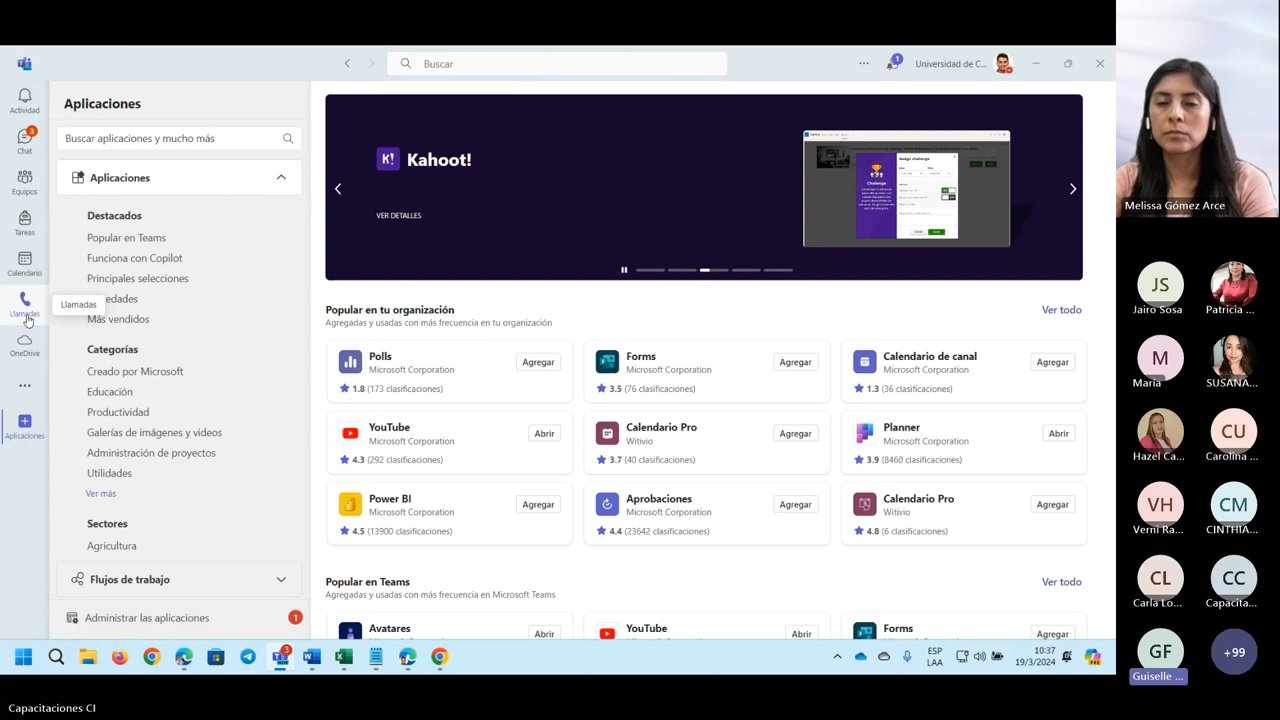 Buscar
1
Universidad de C...
Actividad
3
Chat
Equipos
Tareas
Calendario
Llamadas
OneDrive
Aplicaciones
Llamadas
Aplicaciones
Buscar aplicaciones y mucho más
Aplicaciones
Destacados
Popular en Teams
Funciona con Copilot
Principales selecciones
edades
Más vendidos
Categorías
Creado por Microsoft
Educación
Productividad
Galerías de imágenes y videos
Administración de proyectos
Utilidades
Ver más
Sectores
Agricultura
Flujos de trabajo
Administrar las aplicaciones
1
K!
Kahoot!
VER DETALLES
Assign challenge
Challenge
Popular en tu organización
Ver todo
Agregadas y usadas con más frecuencia en tu organización
Polls
Microsoft Corporation
Agregar
1.8 (173 clasificaciones)
Forms
Microsoft Corporation
Agregar
3.5 (76 clasificaciones)
Calendario de canal
Microsoft Corporation
Agregar
1.3 (36 clasificaciones)
YouTube
Microsoft Corporation
Abrir
4.3 (292 clasificaciones)
Calendario Pro
Witivio
Agregar
3.7 (40 clasificaciones)
Planner
Microsoft Corporation
Abrir
3.9 (8460 clasificaciones)
Power BI
Microsoft Corporation
Agregar
4.5 (13900 clasificaciones)
Aprobaciones
Microsoft Corporation
Agregar
4.4 (23642 clasificaciones)
Calendario Pro
Witivio
Agregar
4.8 (6 clasificaciones)
Popular en Teams
Ver todo
Agregadas y usadas con más frecuencia en Microsoft Teams
Avatares
Abrir
YouTube
Abrir
Forms
Agregar
3
ESP
LAA
10:37
19/3/2024
Melissa Gómez Arce
JS
Jairo Sosa
Patricia ...
M
Maria
SUSANA...
Hazel Ca...
CU
Carolina ...
VH
Verni Ra...
CM
CINTHIA...
CL
Carla Lo...
CC
Capacita...
GF
Guiselle ...
+99
Capacitaciones CI